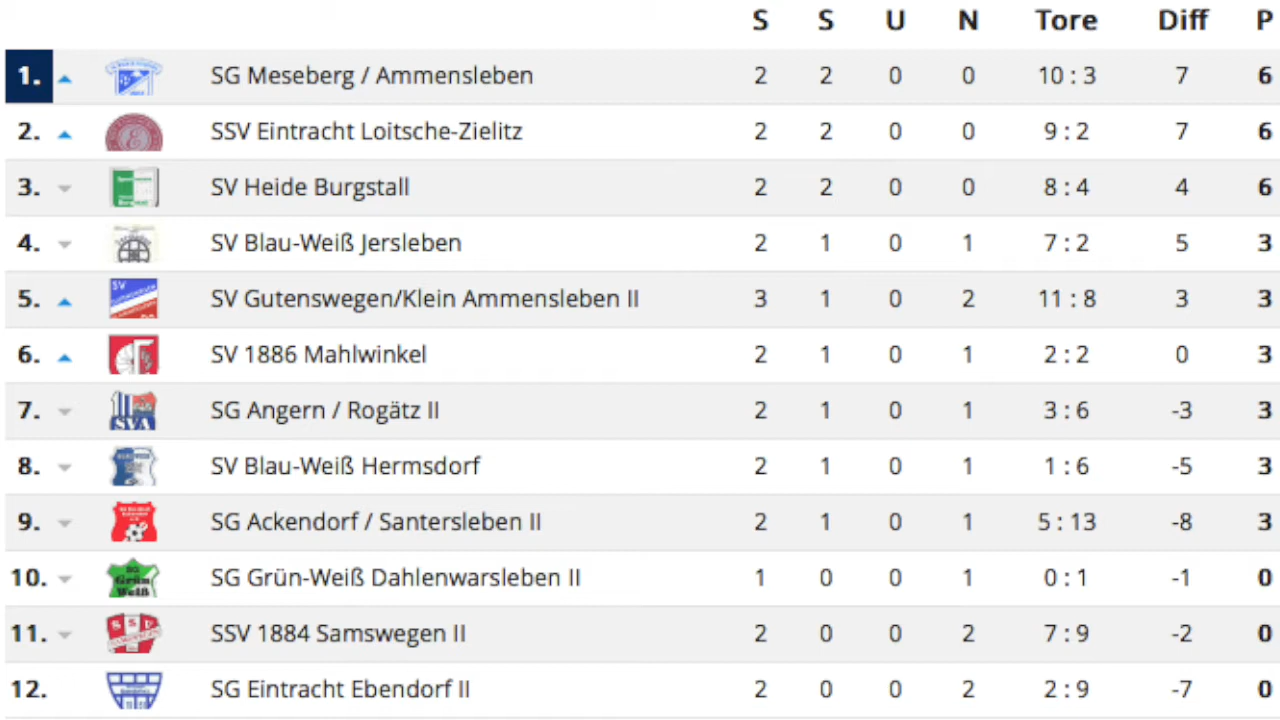 S S U N Tore Diff P
1. SG Meseberg / Ammensleben 2 2 0 0 10 : 3 7 6
2. SSV Eintracht Loitsche-Zielitz 2 2 0 0 9 : 2 7 6
3. SV Heide Burgstall 2 2 0 0 8 : 4 4 6
4. SV Blau-Weiß Jersleben 2 1 0 1 7 : 2 5 3
5. SV SV Gutenswegen/Klein Ammensleben II 3 1 0 2 11 : 8 3 3
6. SV 1886 Mahlwinkel 2 1 0 1 2 : 2 0 3
7. SVA SG Angern / Rogätz II 2 1 0 1 3 : 6 -3 3
8. SV Blau-Weiß Hermsdorf 2 1 0 1 1 : 6 -5 3
9. SG Ackendorf / Santersleben II 2 1 0 1 5 : 13 -8 3
10. SG Grün Weiß SG Grün-Weiß Dahlenwarsleben II 1 0 0 1 0 : 1 -1 0
11. SSV SSV 1884 Samswegen II 2 0 0 2 7 : 9 -2 0
12. SG Eintracht Ebendorf II 2 0 0 2 2 : 9 -7 0